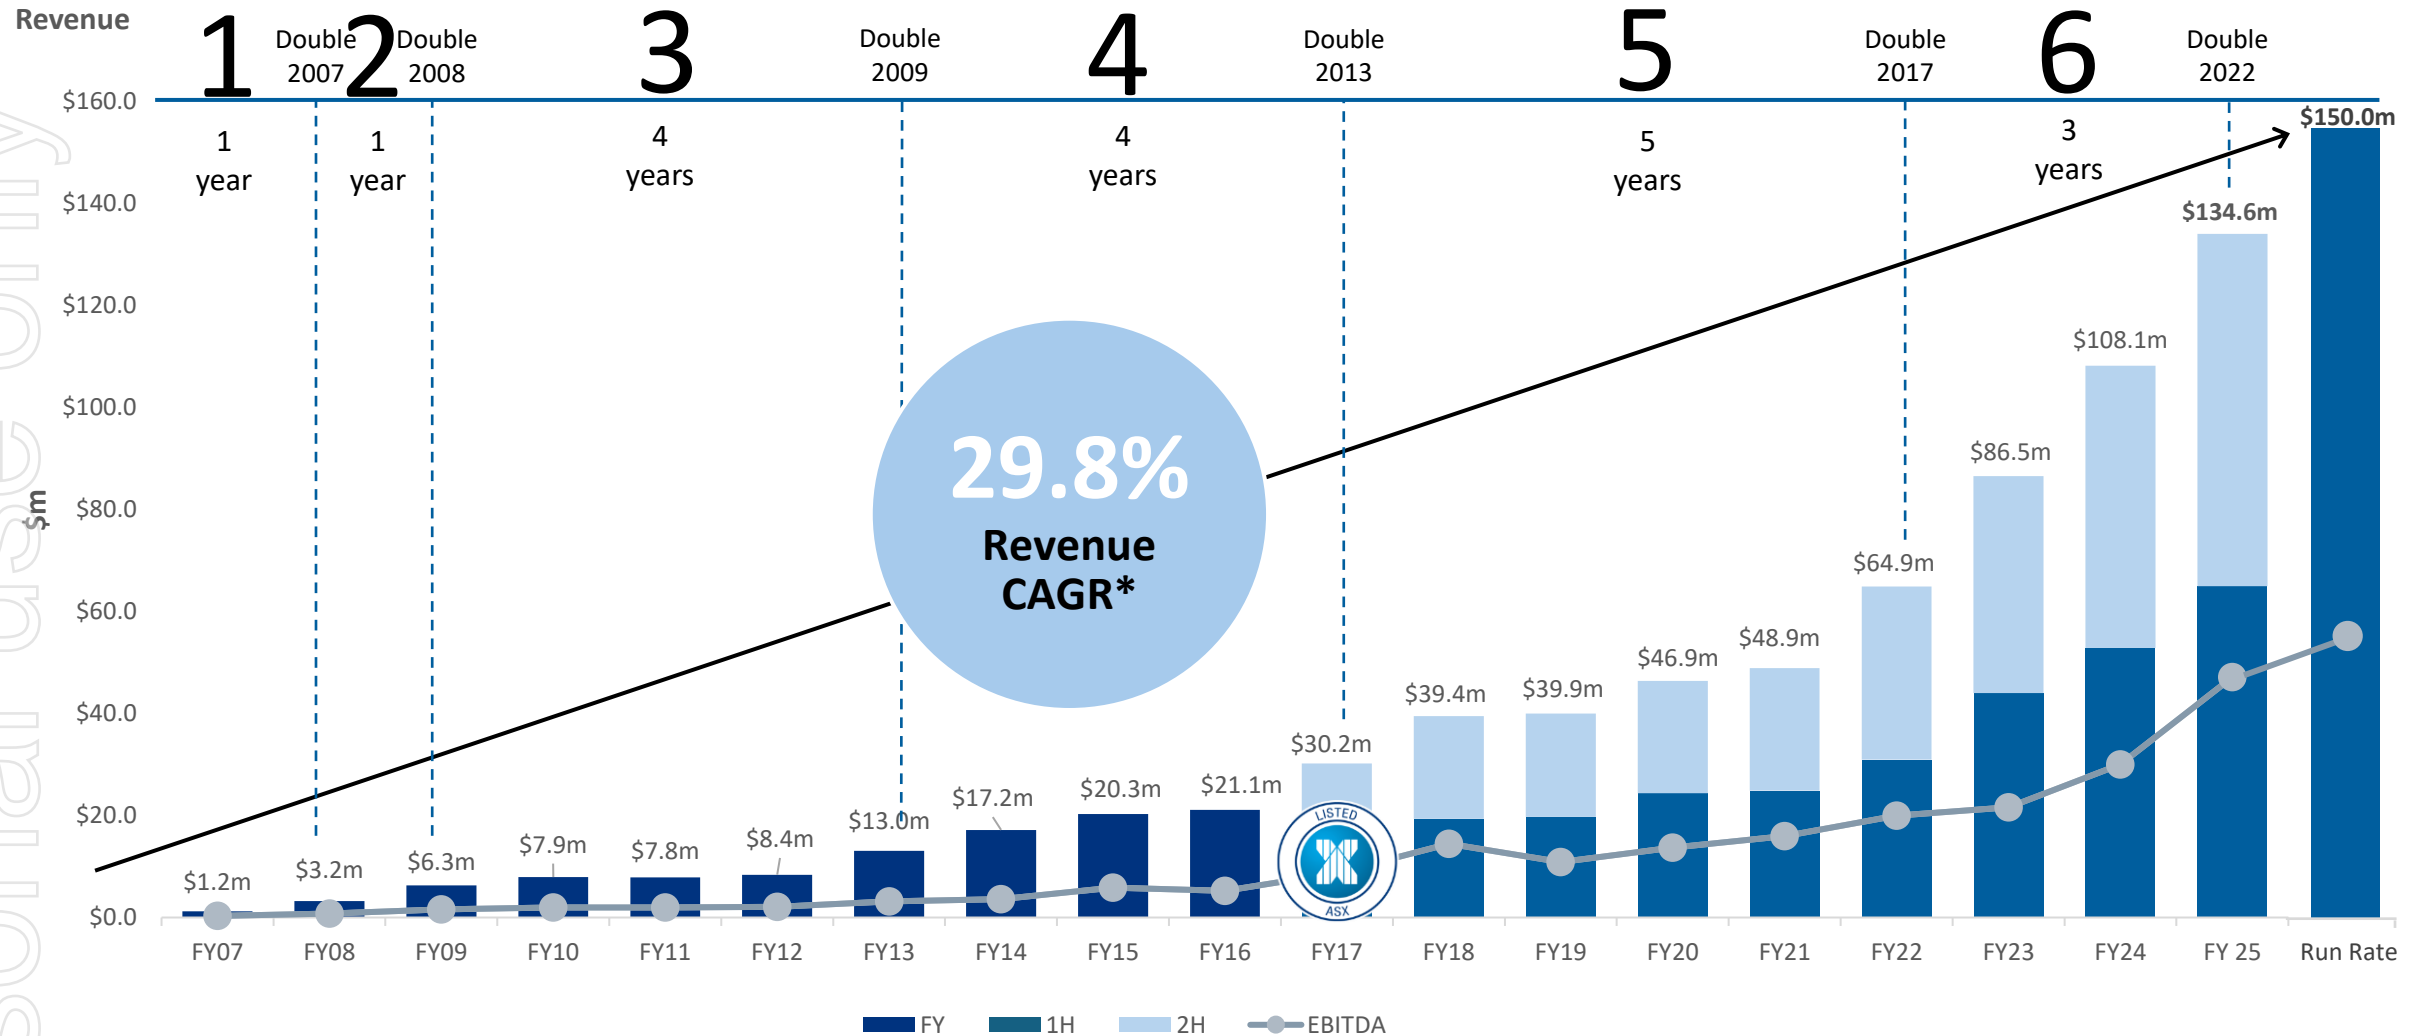 Revenue
1
Double
2007
2
Double
2008
3
Double
2009
4
Double
2013
5
Double
2017
6
Double
2022
1
year
1
year
4
years
4
years
5
years
3
years
$m
$160.0
$140.0
$120.0
$100.0
$80.0
$60.0
$40.0
$20.0
$0.0
29.8%
Revenue
CAGR*
$1.2m
$3.2m
$6.3m
$7.9m
$7.8m
$8.4m
$13.0m
$17.2m
$20.3m
$21.1m
$30.2m
$39.4m
$39.9m
$46.9m
$48.9m
$64.9m
$86.5m
$108.1m
$134.6m
$150.0m
LISTED
ASX
FY07
FY08
FY09
FY10
FY11
FY12
FY13
FY14
FY15
FY16
FY17
FY18
FY19
FY20
FY21
FY22
FY23
FY24
FY 25
Run Rate
FY
1H
2H
EBITDA
sonal use only